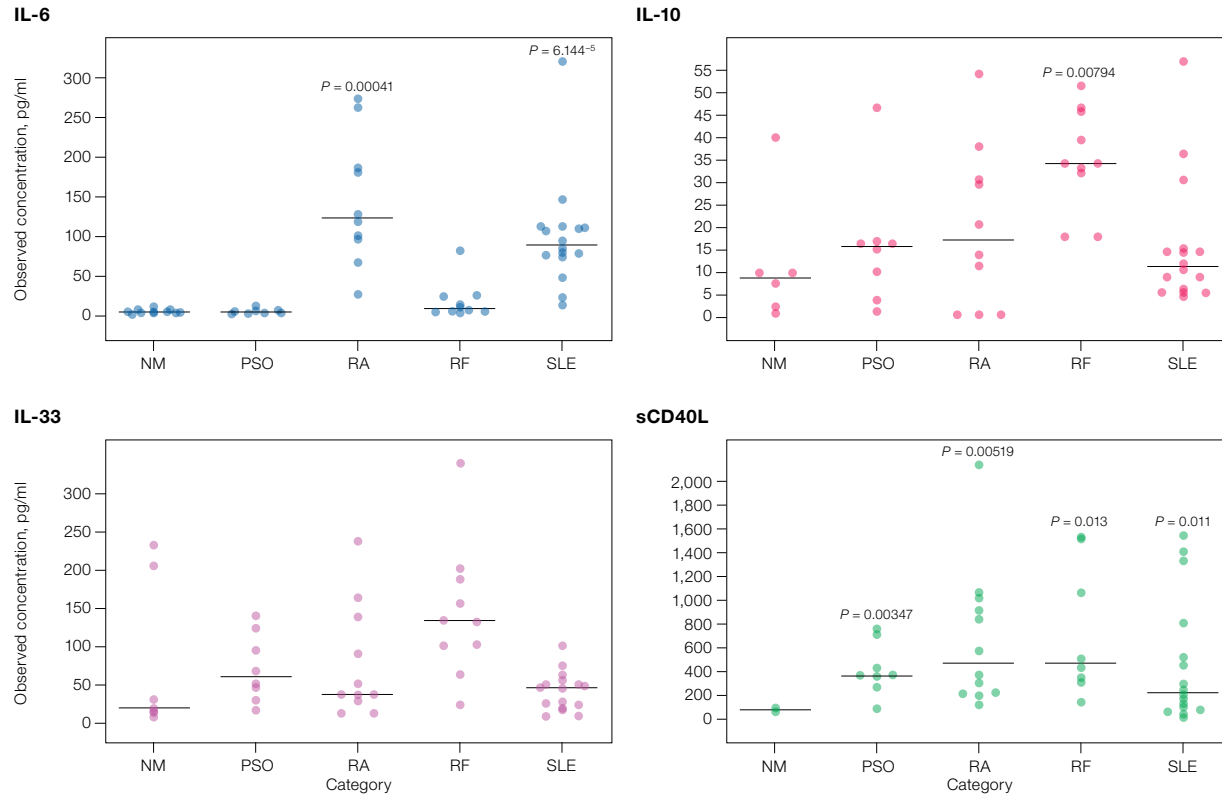 IL-6
Observed concentration, pg/ml
300
250
200
150
100
50
0
P = 0.00041
P = 6.144⁻⁵
NM PSO RA RF SLE
IL-10
55
50
45
40
35
30
25
20
15
10
5
0
P = 0.00794
NM PSO RA RF SLE
IL-33
Observed concentration, pg/ml
300
250
200
150
100
50
0
NM PSO RA RF SLE
Category
sCD40L
2,000
1,800
1,600
1,400
1,200
1,000
800
600
400
200
0
P = 0.00347
P = 0.00519
P = 0.013
P = 0.011
NM PSO RA RF SLE
Category